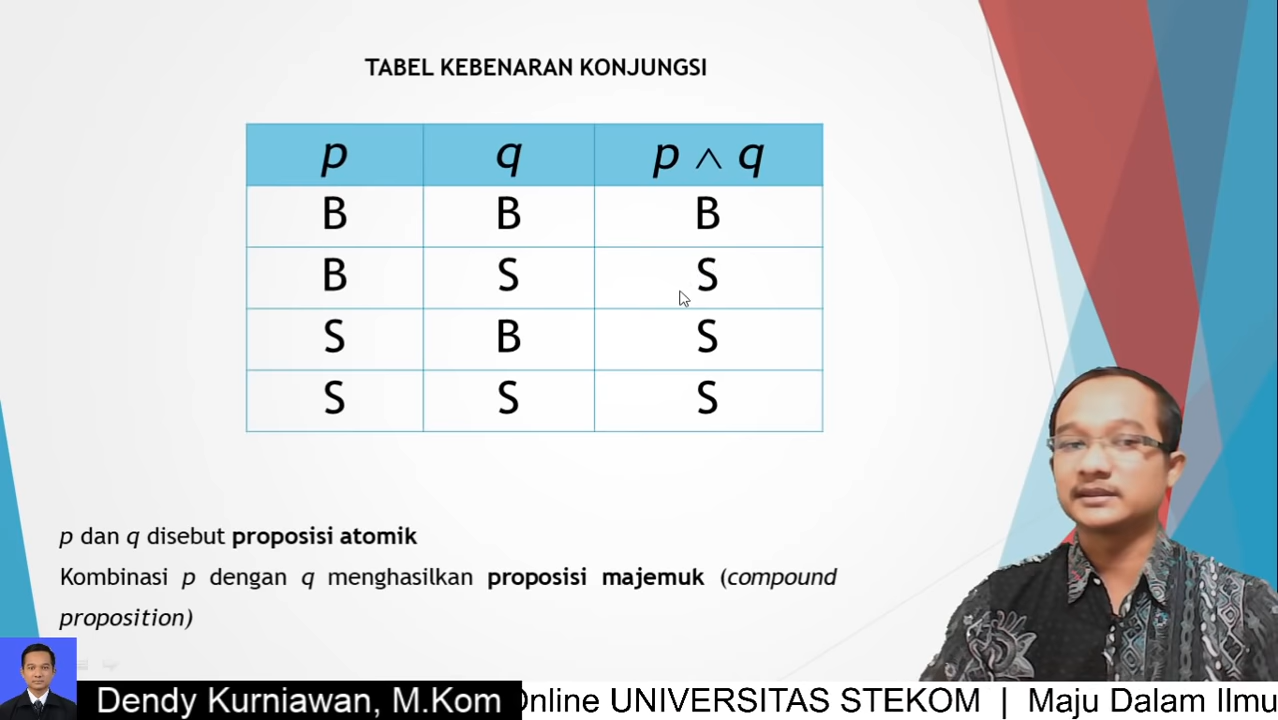 TABEL KEBENARAN KONJUNGSI
p q p ∧ q
B B B
B S S
S B S
S S S
p dan q disebut proposisi atomik
Kombinasi p dengan q menghasilkan proposisi majemuk (compound
proposition)
Dendy Kurniawan, M.Kom
UNIVERSITAS STEKOM | Maju Dalam Ilmu